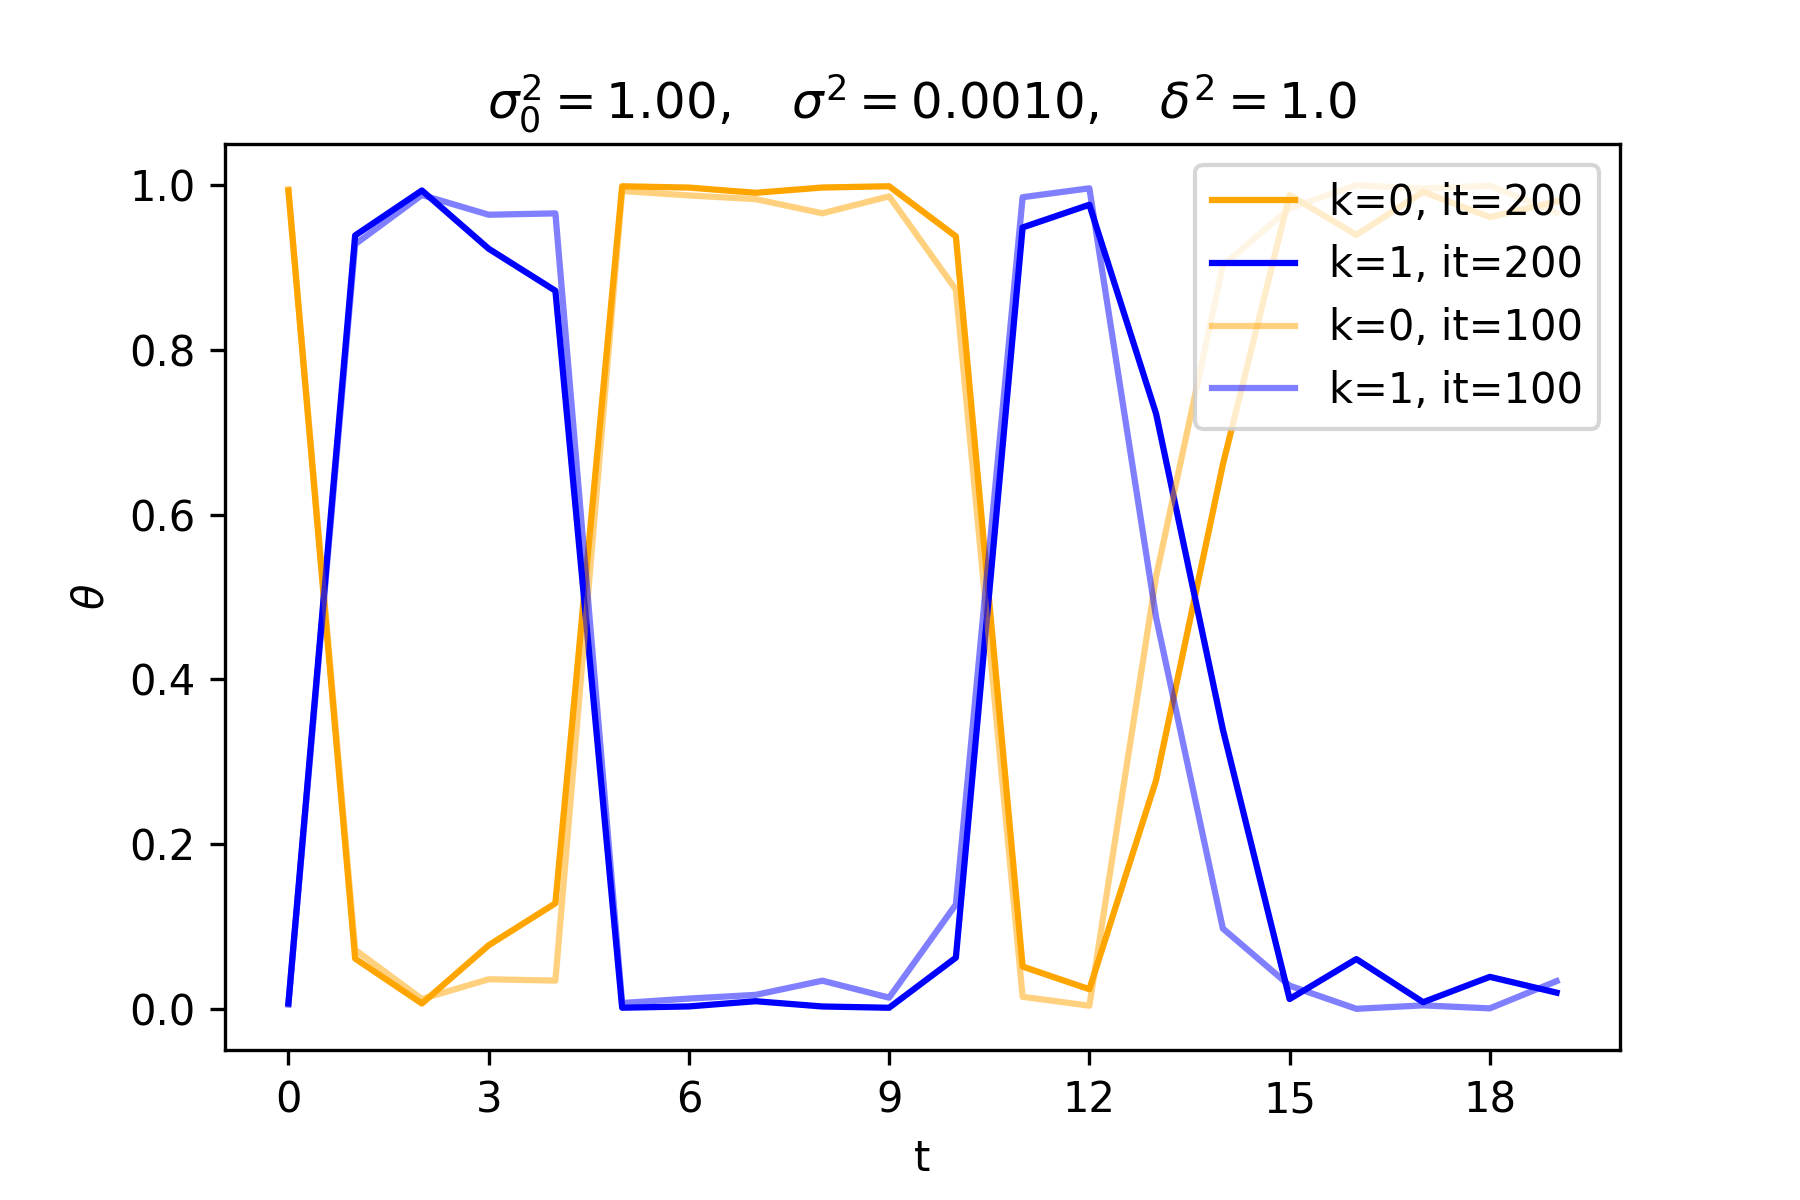 σ₀² = 1.00, σ² = 0.0010, δ² = 1.0
k=0, it=200
k=1, it=200
k=0, it=100
k=1, it=100
1.0
0.8
0.6
0.4
0.2
0.0
θ
0 3 6 9 12 15 18
t